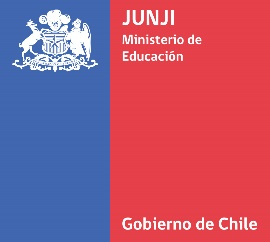 JUNJI
Ministerio de
Educación
Gobierno de Chile